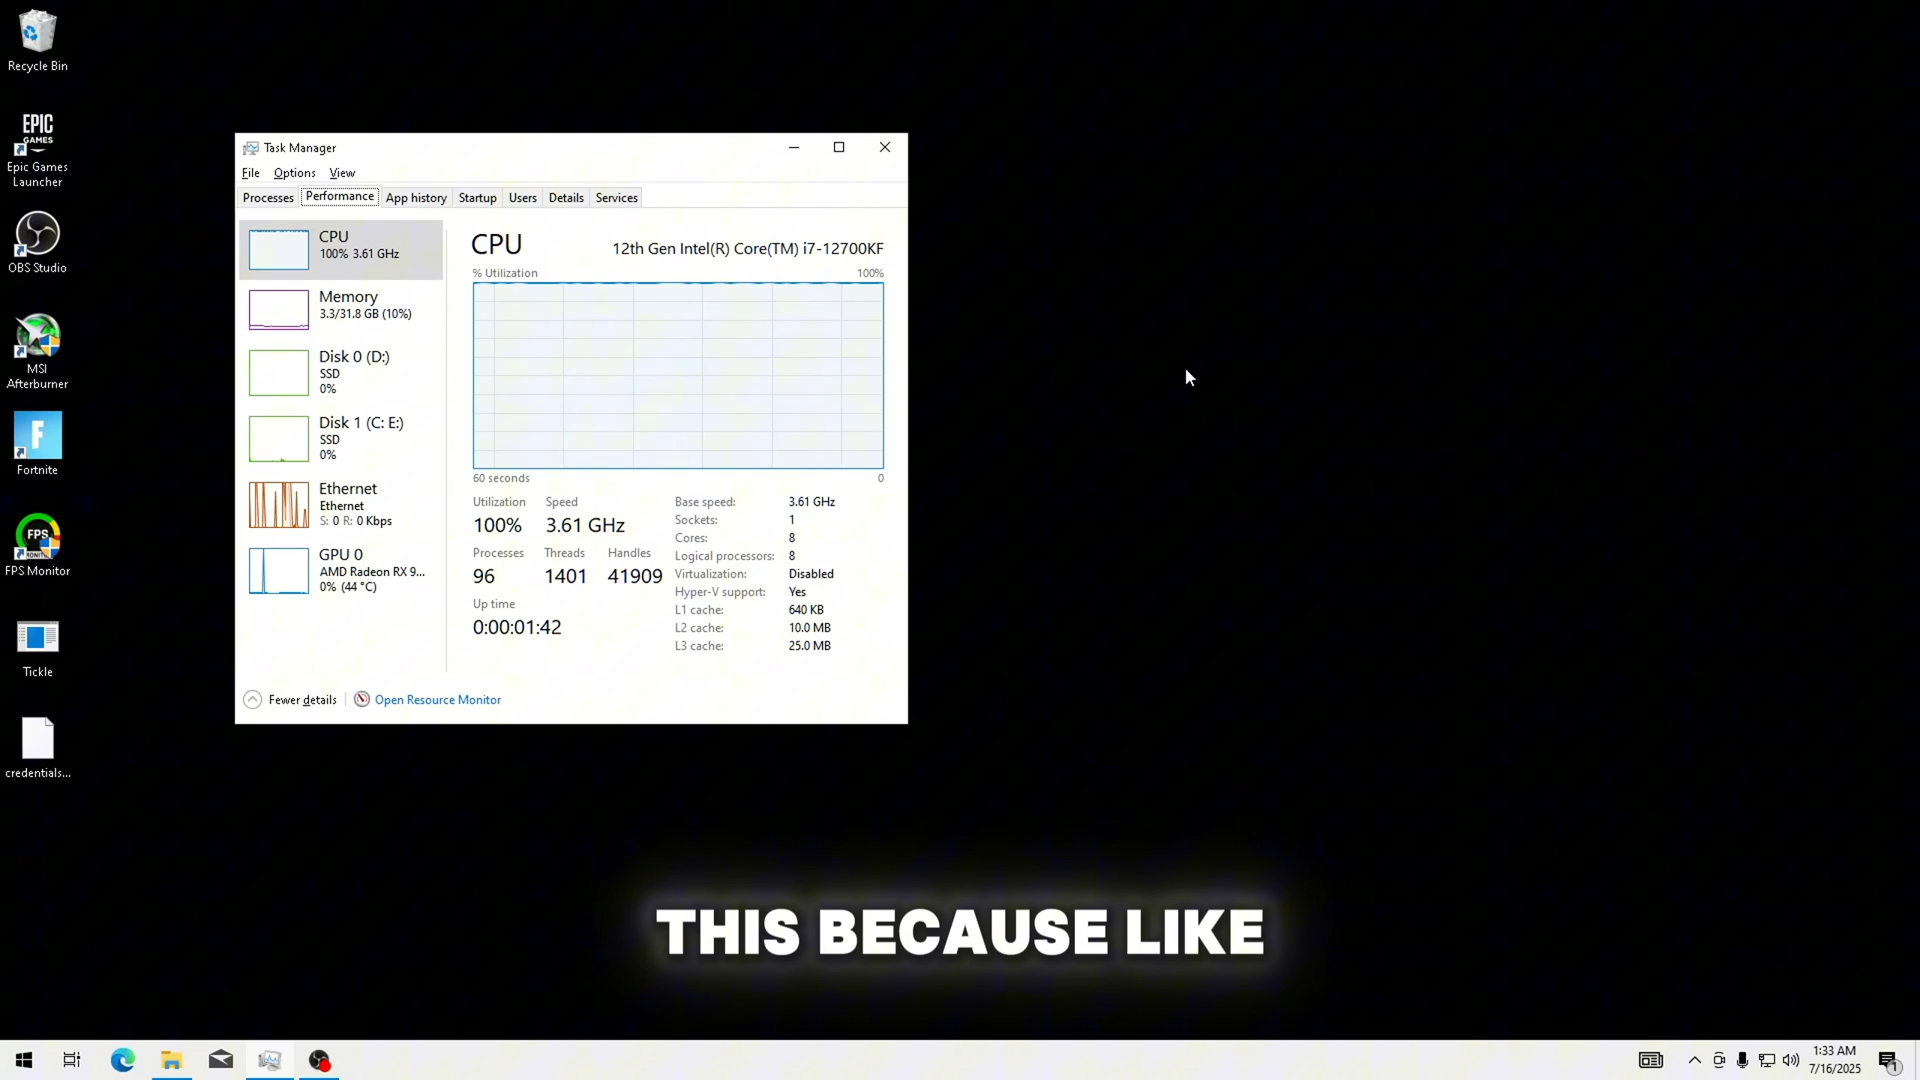 Recycle Bin
EPIC
GAMES
Epic Games
Launcher
OBS Studio
MSI
Afterburner
F
Fortnite
FPS
FPS Monitor
Tickle
credentials...
Task Manager
File Options View
Processes Performance App history Startup Users Details Services
CPU
100% 3.61 GHz
Memory
3.3/31.8 GB (10%)
Disk 0 (D:)
SSD
0%
Disk 1 (C: E:)
SSD
0%
Ethernet
Ethernet
S: 0 R: 0 Kbps
GPU 0
AMD Radeon RX 9...
0% (44 °C)
CPU 12th Gen Intel(R) Core(TM) i7-12700KF
% Utilization 100%
60 seconds 0
Utilization Speed
100% 3.61 GHz
Processes Threads Handles
96 1401 41909
Up time
0:00:01:42
Base speed: 3.61 GHz
Sockets: 1
Cores: 8
Logical processors: 8
Virtualization: Disabled
Hyper-V support: Yes
L1 cache: 640 KB
L2 cache: 10.0 MB
L3 cache: 25.0 MB
Fewer details Open Resource Monitor
THIS BECAUSE LIKE
1:33 AM
7/16/2025
1